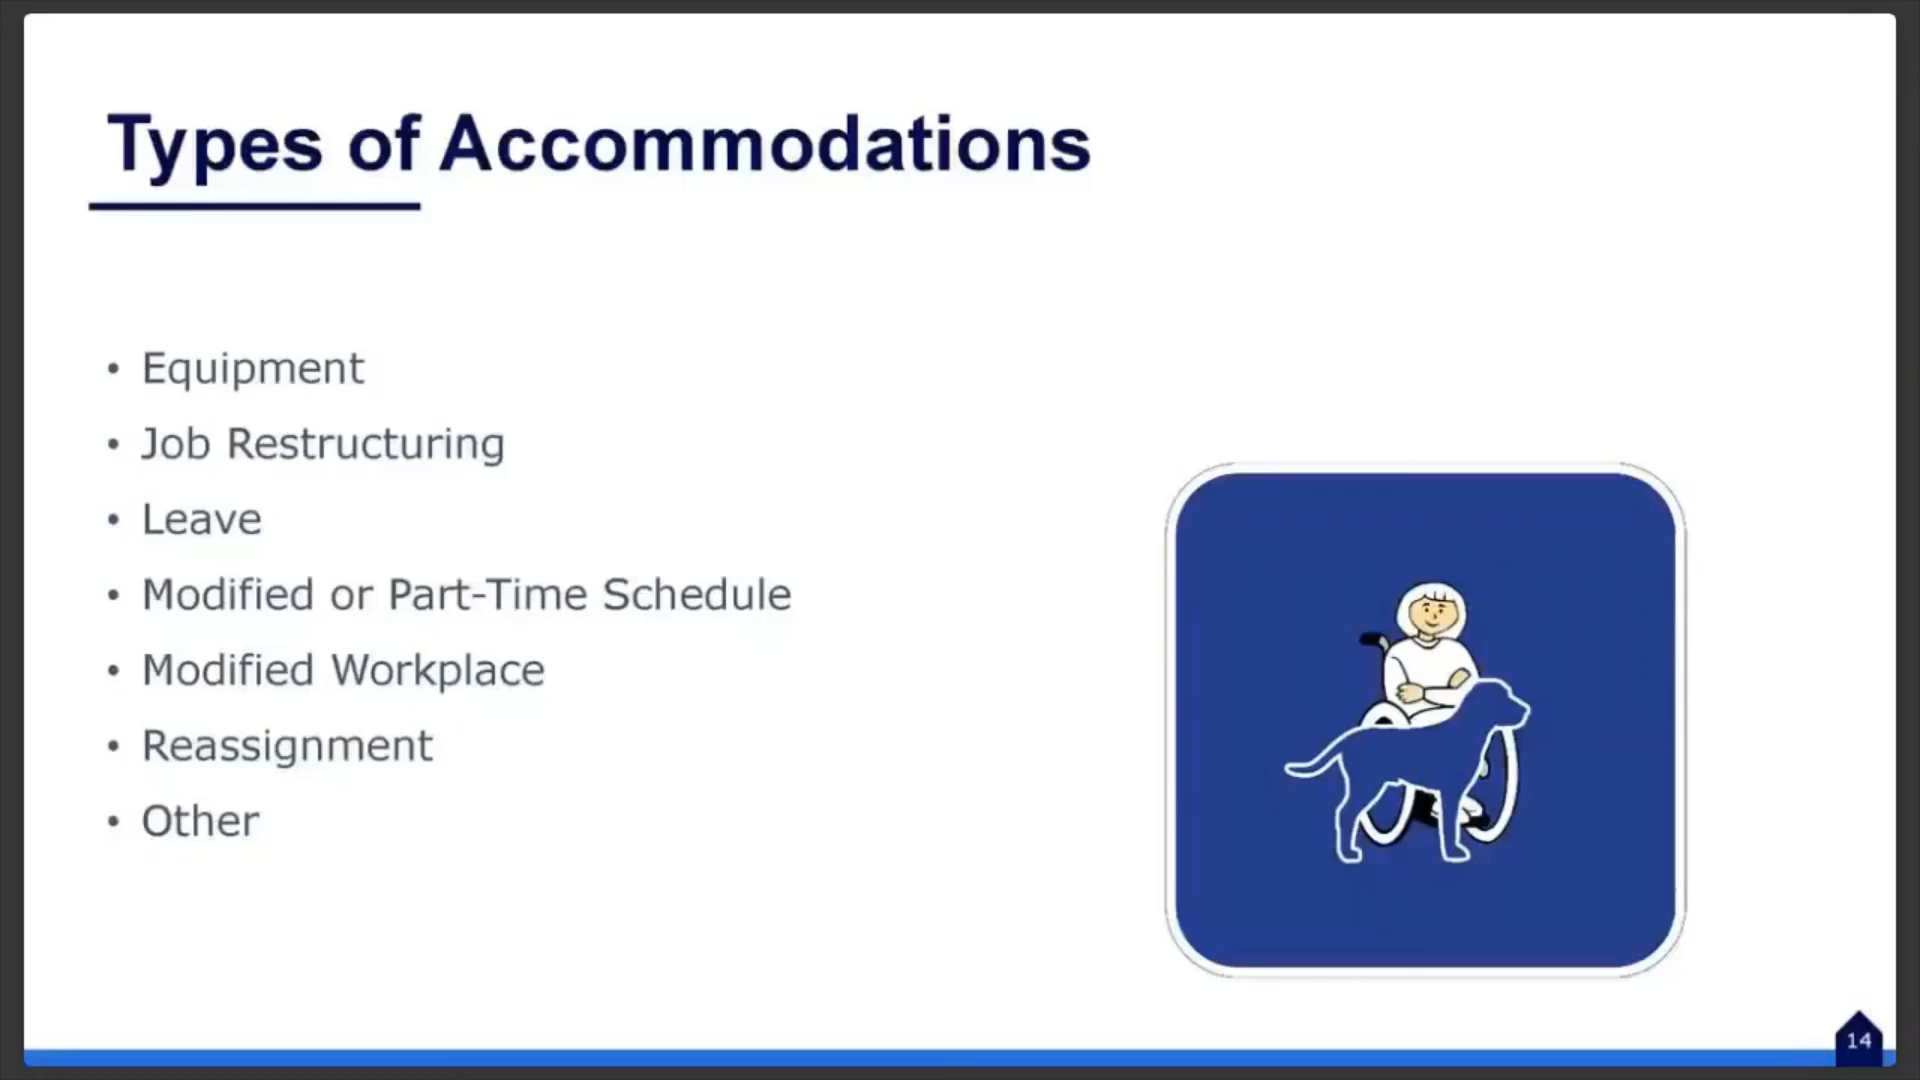 Types of Accommodations
• Equipment
• Job Restructuring
• Leave
• Modified or Part-Time Schedule
• Modified Workplace
• Reassignment
• Other
14